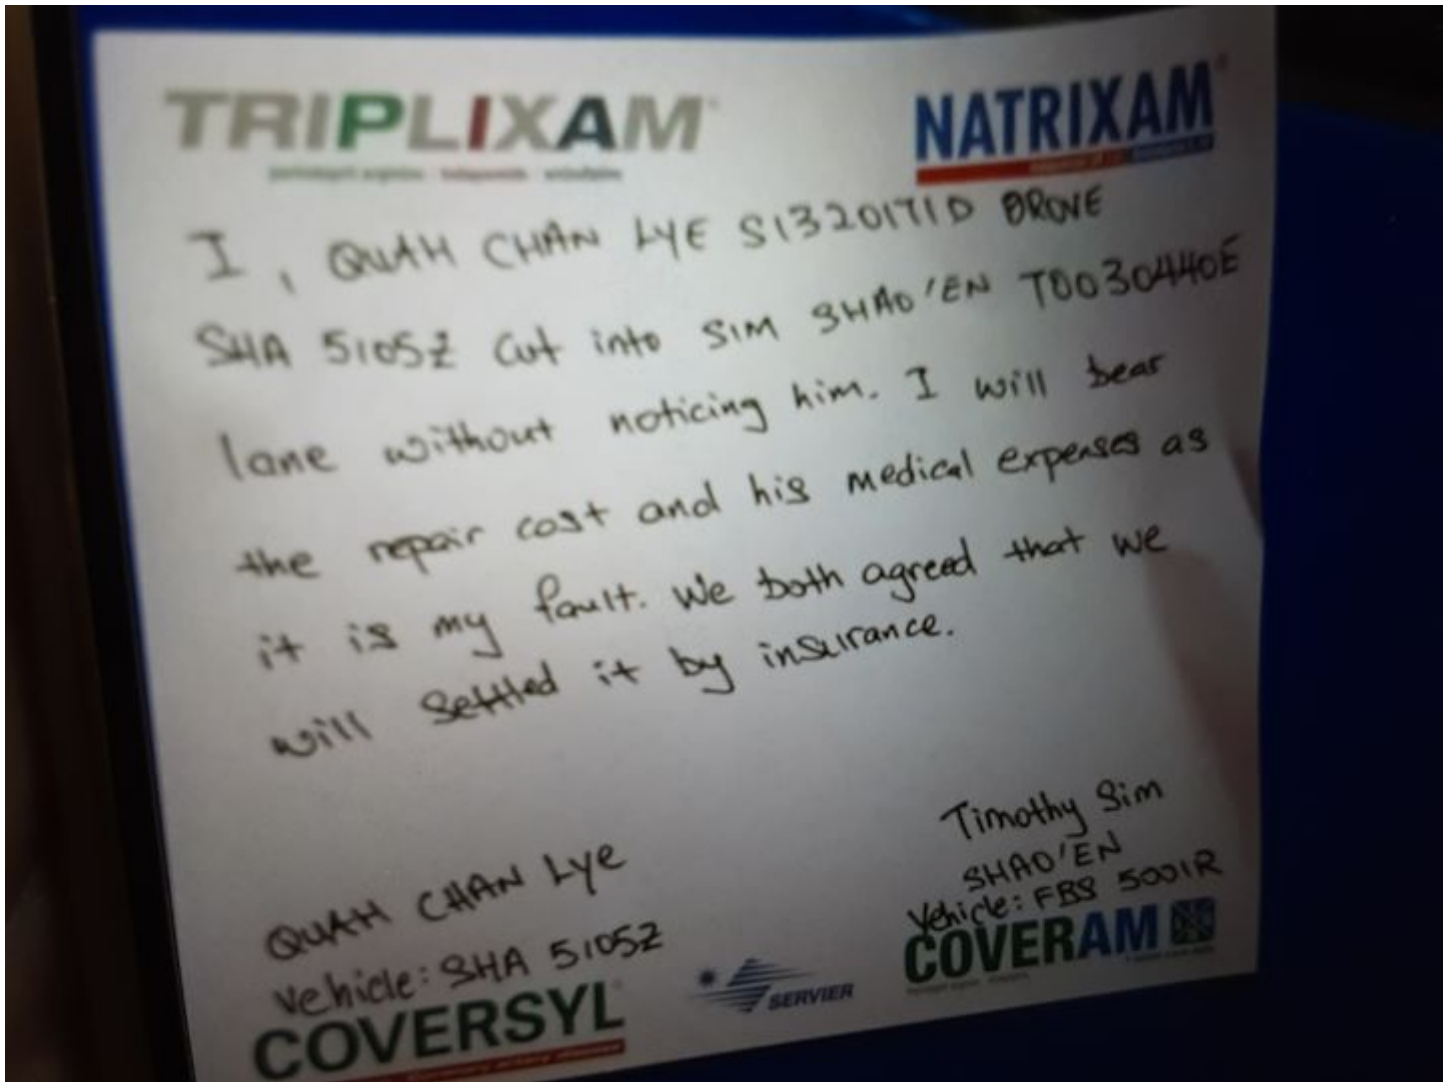 TRIPLIXAM
NATRIXAM
I, QUAH CHAN LYE S1320171D DROVE
SHA 5105Z cut into SIM SHAO'EN T0030440E
lane without noticing him. I will bear
the repair cost and his medical expenses as
it is my fault. We both agreed that we
will settled it by insurance.
QUAH CHAN Lye
Vehicle: SHA 5105Z
Timothy Sim
SHAO'EN
Vehicle: FBS 5001R
COVERSYL
SERVIER
COVERAM